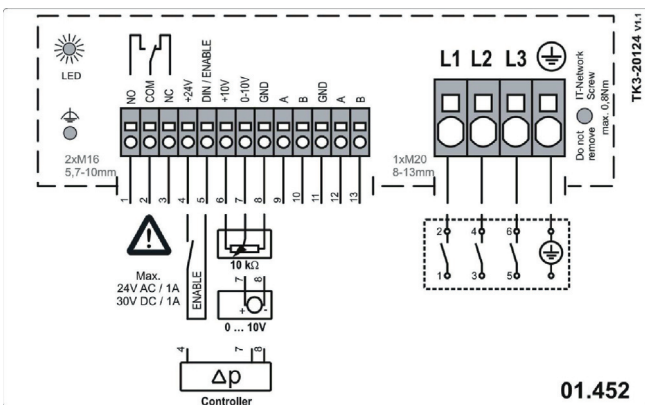 LED
2xM16
5,7-10mm
NO
COM
NC
+24V
DIN / ENABLE
+10V
0-10V
GND
A
B
GND
A
B
1 2 3 4 5 6 7 8 9 10 11 12 13
1xM20
8-13mm
L1 L2 L3
Do not
remove
IT-Network
Screw
max. 0,8Nm
TK3-20124 V1.1
Max.
24V AC / 1A
30V DC / 1A
ENABLE
10 kΩ
7 8
+ -
0 ... 10V
4 7 8
Δp
Controller
2 4 6
1 3 5
01.452